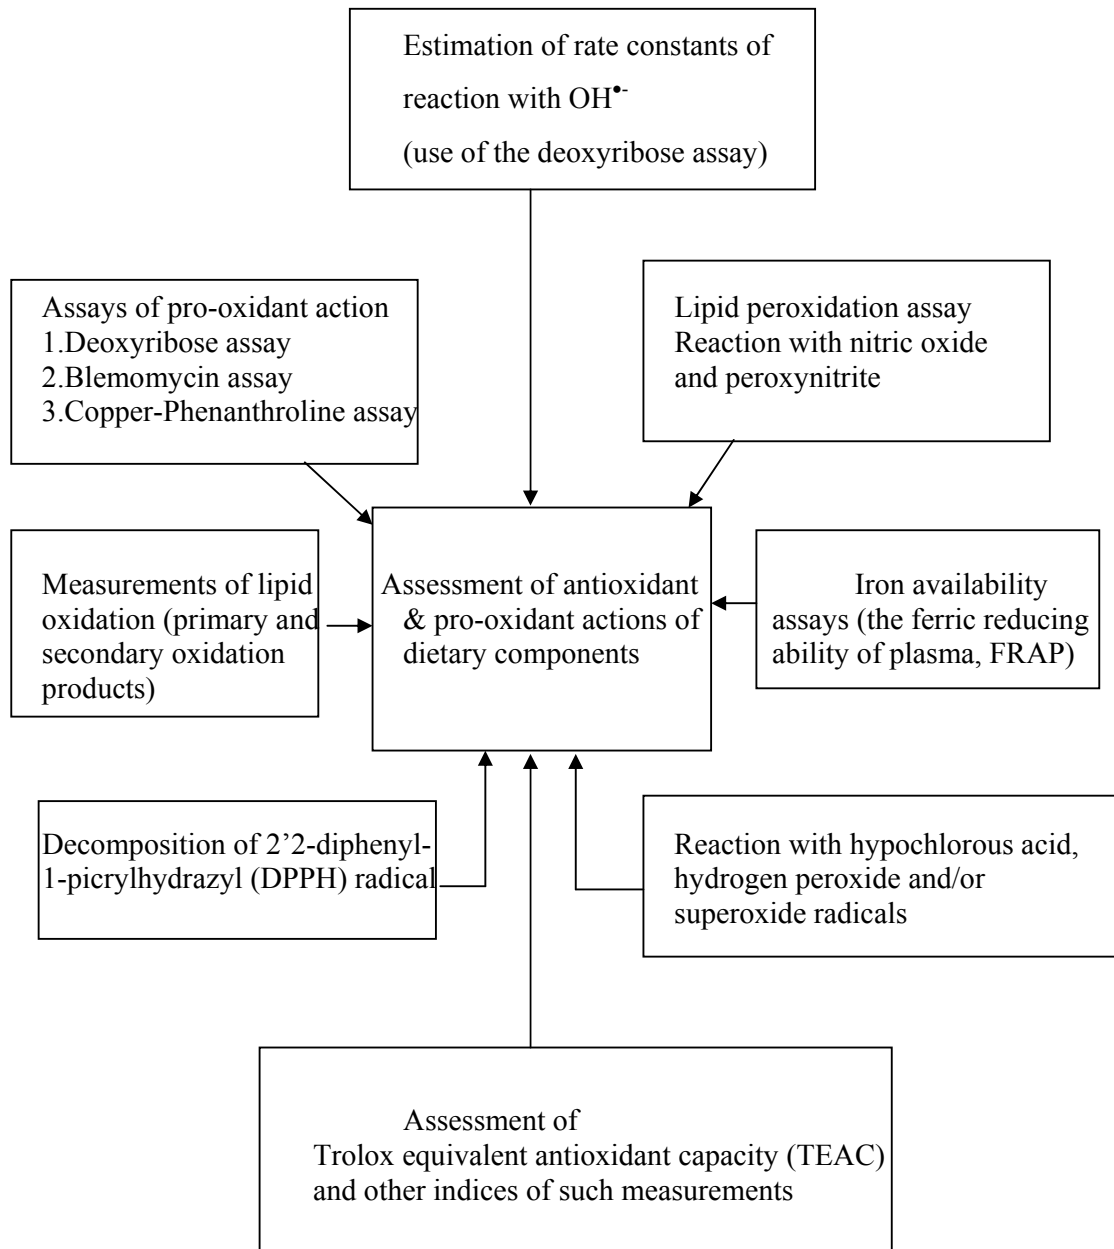 Estimation of rate constants of
reaction with OH•-
(use of the deoxyribose assay)
Assays of pro-oxidant action
1.Deoxyribose assay
2.Blemomycin assay
3.Copper-Phenanthroline assay
Lipid peroxidation assay
Reaction with nitric oxide
and peroxynitrite
Measurements of lipid
oxidation (primary and
secondary oxidation
products)
Assessment of antioxidant
& pro-oxidant actions of
dietary components
Iron availability
assays (the ferric reducing
ability of plasma, FRAP)
Decomposition of 2’2-diphenyl-
1-picrylhydrazyl (DPPH) radical
Reaction with hypochlorous acid,
hydrogen peroxide and/or
superoxide radicals
Assessment of
Trolox equivalent antioxidant capacity (TEAC)
and other indices of such measurements